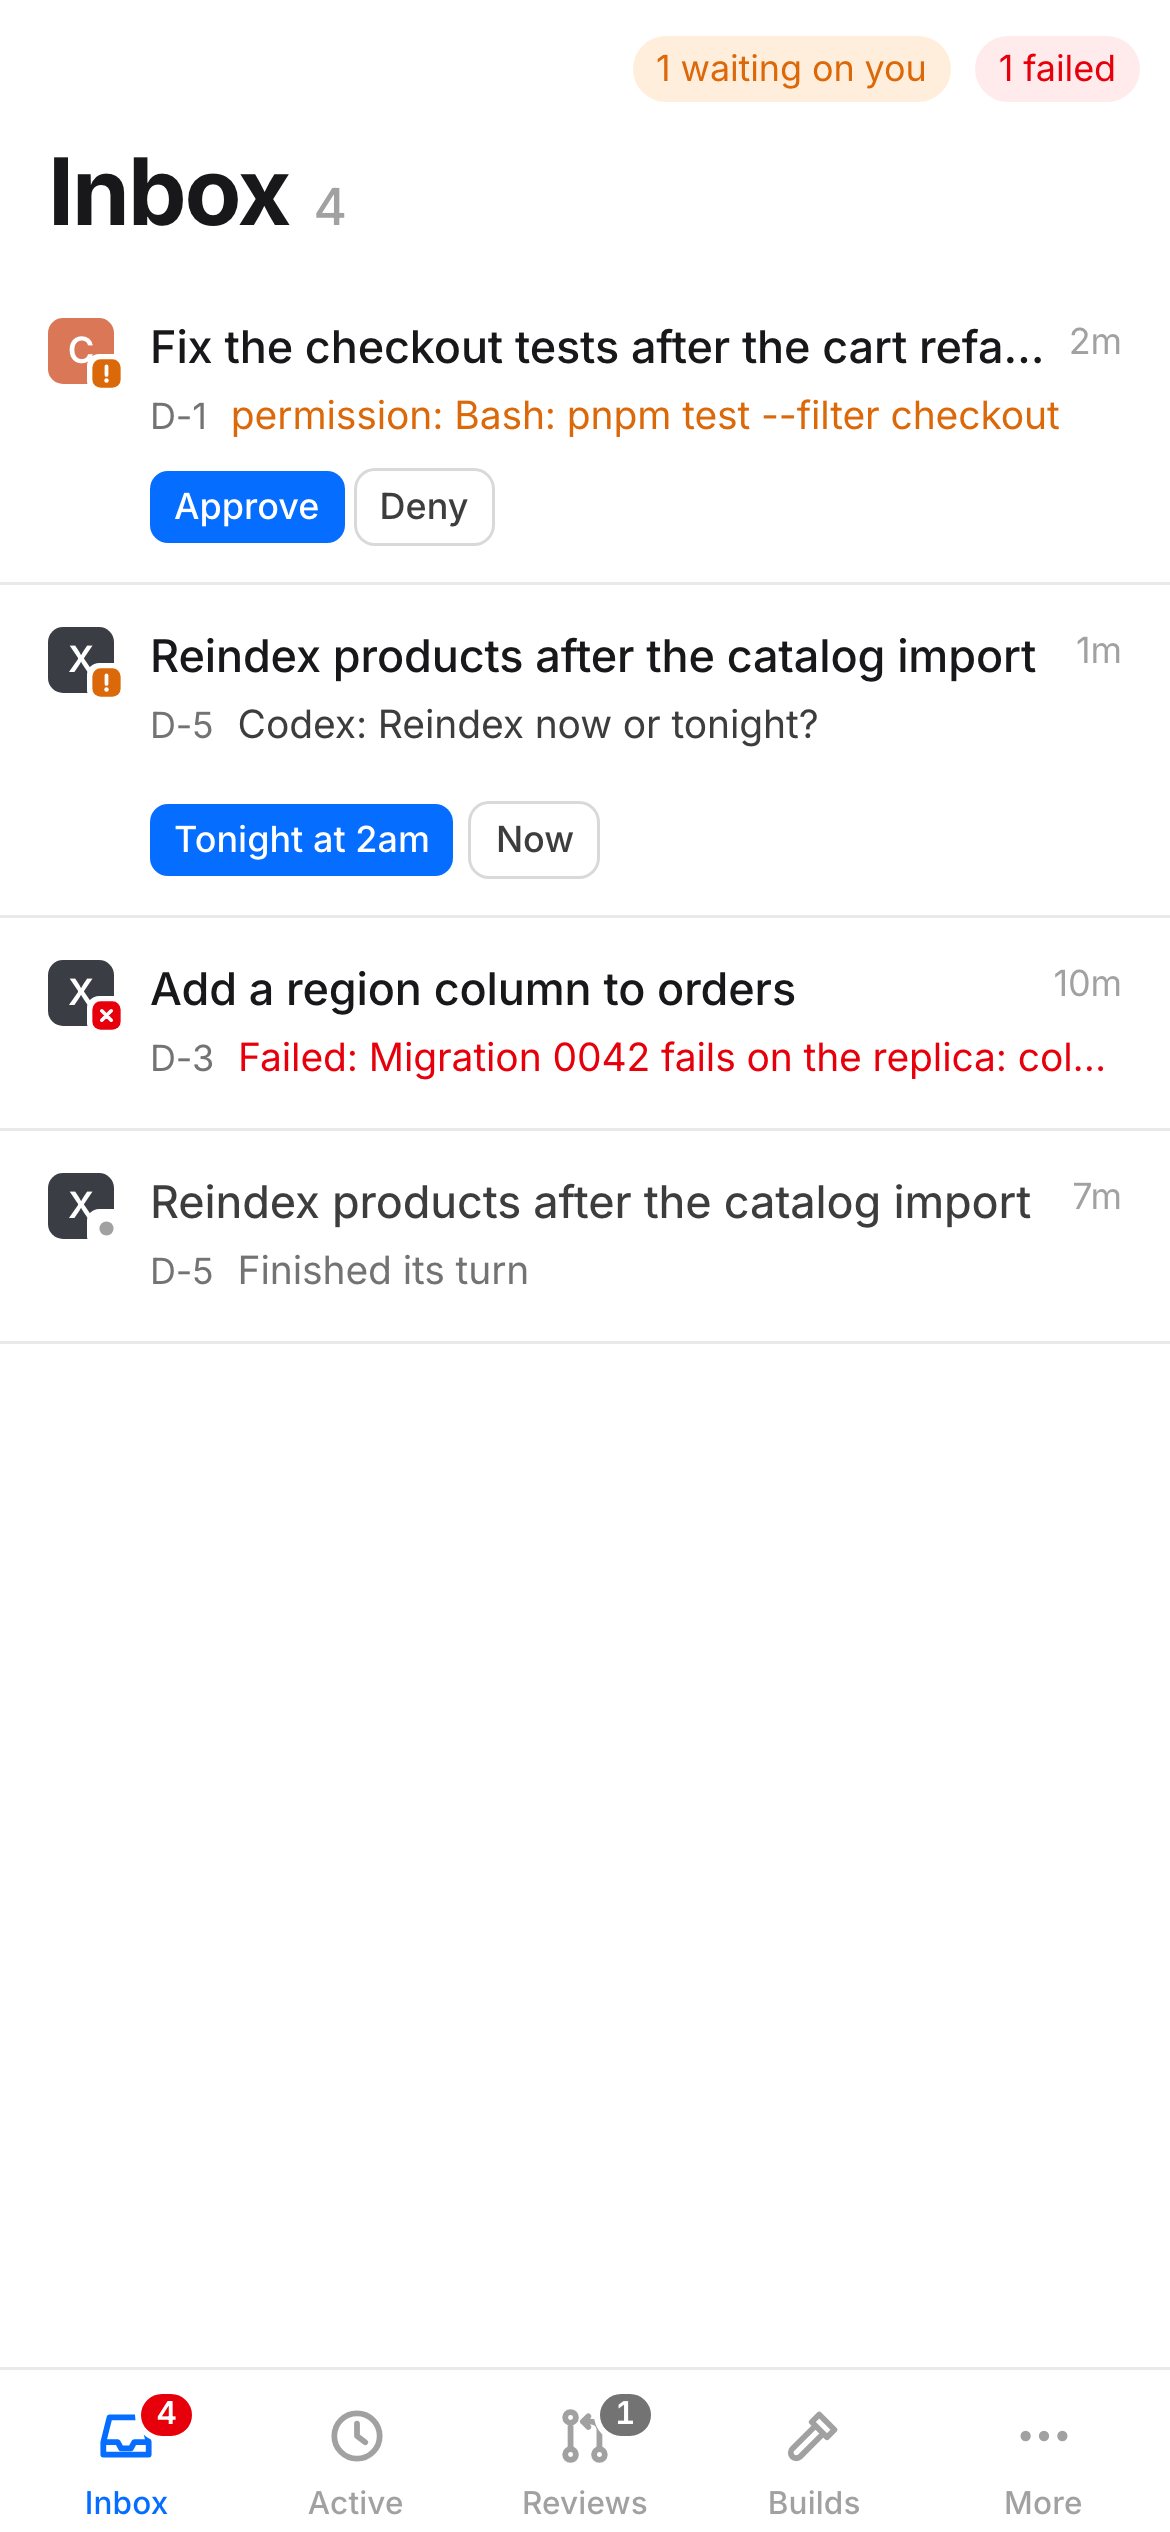 1 waiting on you
1 failed
Inbox 4
C
Fix the checkout tests after the cart refa... 2m
D-1 permission: Bash: pnpm test --filter checkout
Approve Deny
X
Reindex products after the catalog import 1m
D-5 Codex: Reindex now or tonight?
Tonight at 2am Now
X
Add a region column to orders 10m
D-3 Failed: Migration 0042 fails on the replica: col...
X
Reindex products after the catalog import 7m
D-5 Finished its turn
4
1
Inbox Active Reviews Builds More